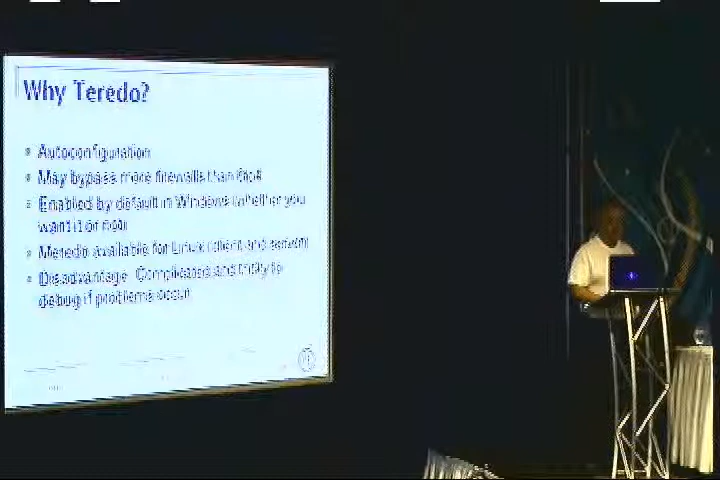 Why Teredo?
Autoconfiguration
May bypass more firewalls than 6to4
Enabled by default in Windows (whether you
want it or not)
Meredo available for Linux (client and server)
Disadvantage: Complicated and tricky to
debug if problems occur